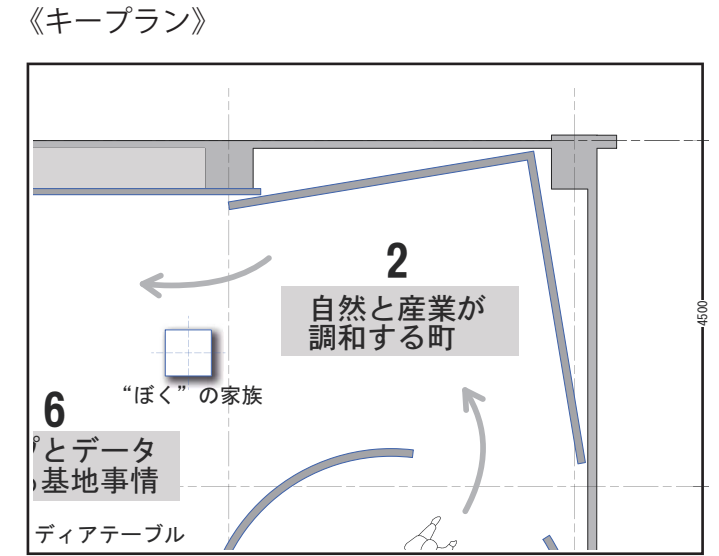 《キープラン》
2
自然と産業が
調和する町
4500
“ぼく”の家族
6
プとデータ
る基地事情
ディアテーブル